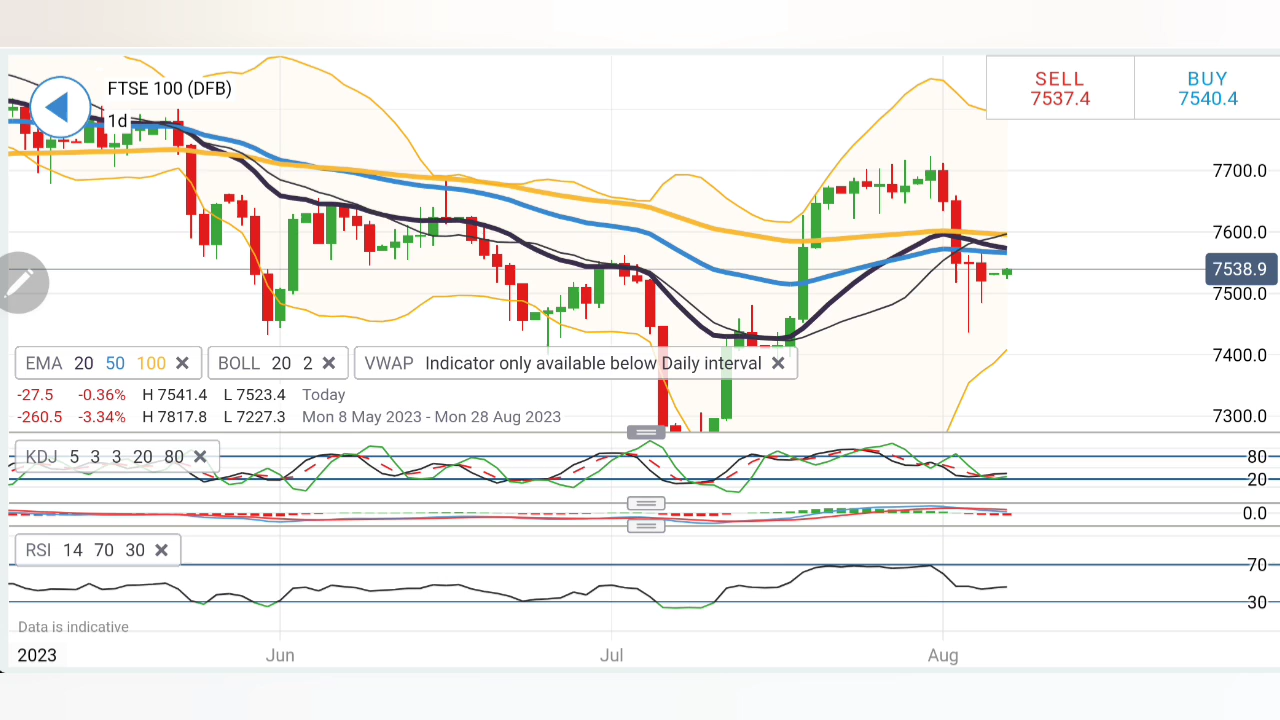 FTSE 100 (DFB)
1d
SELL
7537.4
BUY
7540.4
7700.0
7600.0
7538.9
7500.0
7400.0
7300.0
EMA 20 50 100 ✕
BOLL 20 2 ✕
VWAP Indicator only available below Daily interval ✕
-27.5 -0.36% H 7541.4 L 7523.4 Today
-260.5 -3.34% H 7817.8 L 7227.3 Mon 8 May 2023 - Mon 28 Aug 2023
KDJ 5 3 3 20 80 ✕
80
20
0.0
RSI 14 70 30 ✕
70
30
Data is indicative
2023 Jun Jul Aug